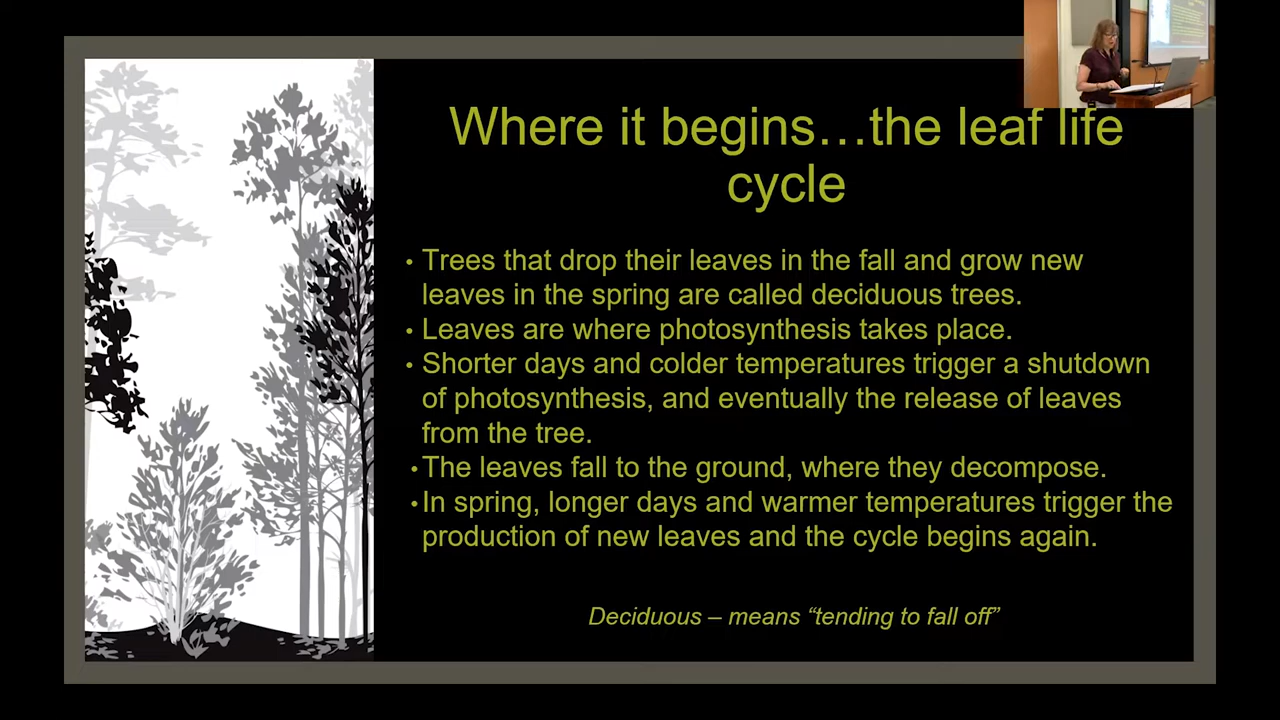 Where it begins…the leaf life
cycle
• Trees that drop their leaves in the fall and grow new
leaves in the spring are called deciduous trees.
• Leaves are where photosynthesis takes place.
• Shorter days and colder temperatures trigger a shutdown
of photosynthesis, and eventually the release of leaves
from the tree.
• The leaves fall to the ground, where they decompose.
• In spring, longer days and warmer temperatures trigger the
production of new leaves and the cycle begins again.
Deciduous – means “tending to fall off”